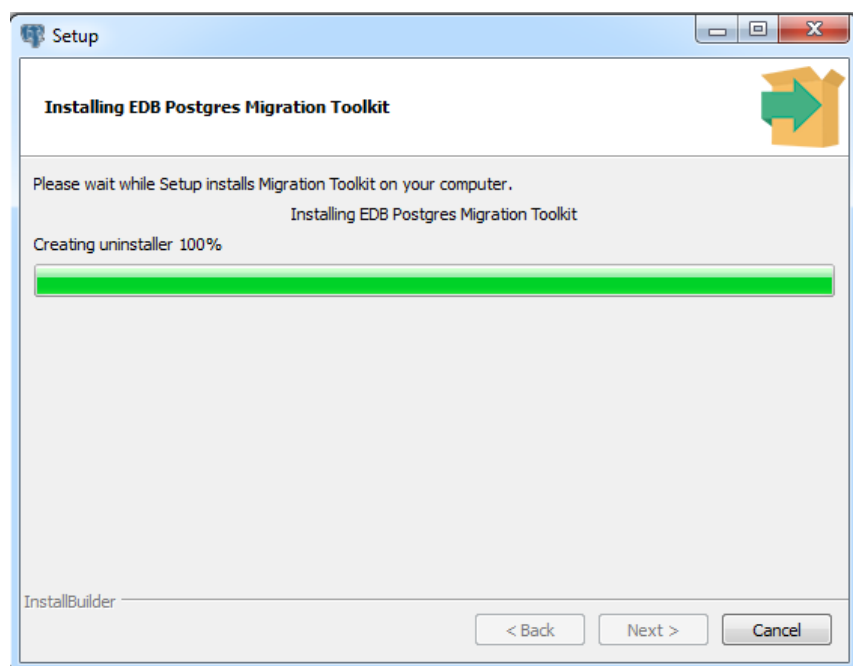 Setup
Installing EDB Postgres Migration Toolkit
Please wait while Setup installs Migration Toolkit on your computer.
Installing EDB Postgres Migration Toolkit
Creating uninstaller 100%
InstallBuilder
< Back Next > Cancel